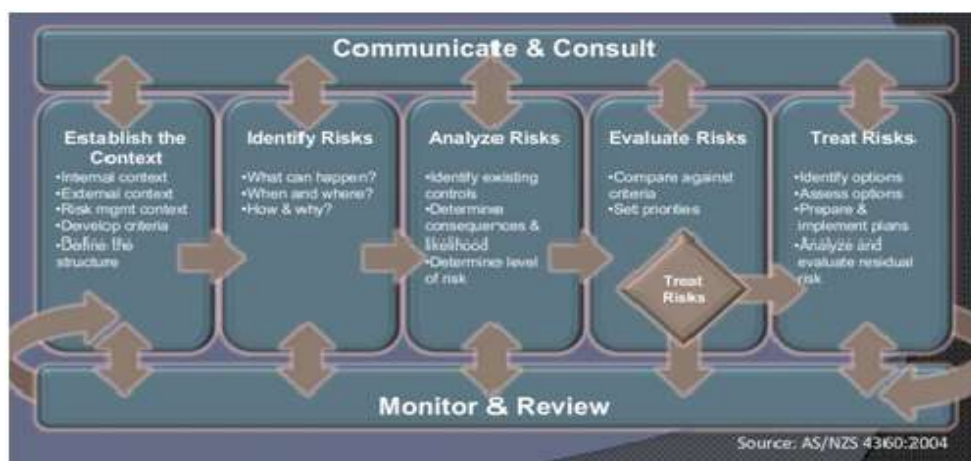 Communicate & Consult
Establish the
Context
•Internal context
•External context
•Risk mgmt context
•Develop criteria
•Define the
structure
Identify Risks
•What can happen?
•When and where?
•How & why?
Analyze Risks
•Identify existing
controls
•Determine
consequences &
likelihood
•Determine level
of risk
Evaluate Risks
•Compare against
criteria
•Set priorities
Treat
Risks
Treat Risks
•Identify options
•Assess options
•Prepare &
implement plans
•Analyze and
evaluate residual
risk
Monitor & Review
Source: AS/NZS 4360:2004